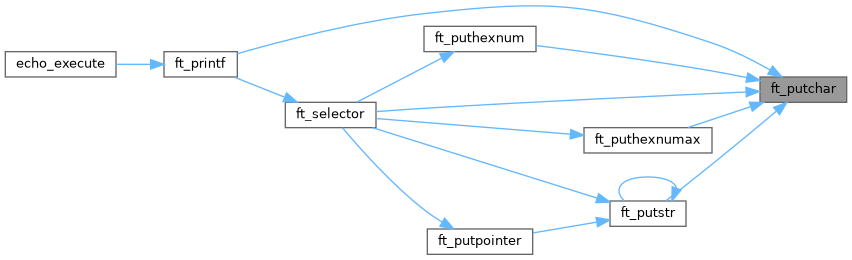 ft_puthexnum
echo_execute
ft_printf
ft_putchar
ft_selector
ft_puthexnumax
ft_putstr
ft_putpointer